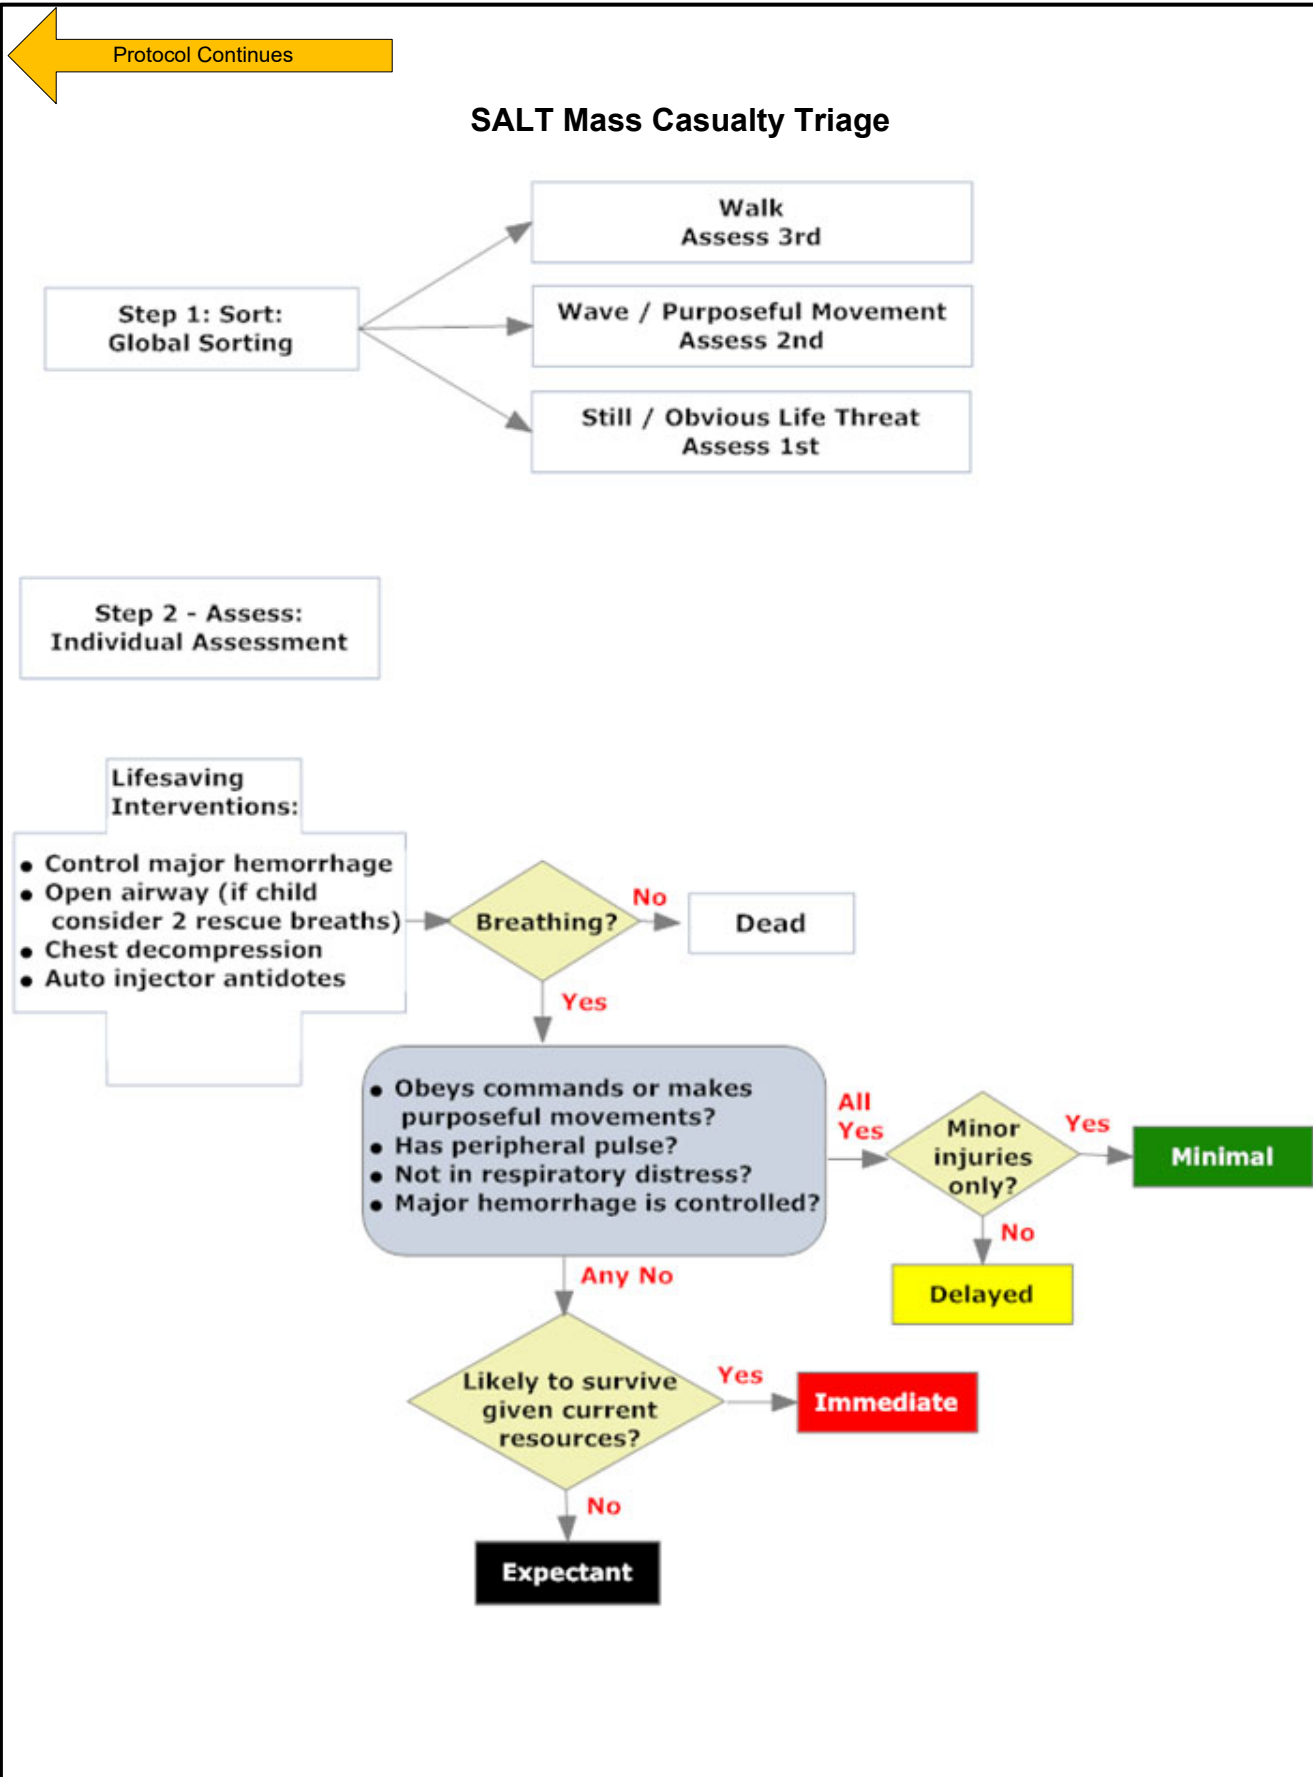 Protocol Continues
SALT Mass Casualty Triage
Walk
Assess 3rd
Step 1: Sort:
Global Sorting
Wave / Purposeful Movement
Assess 2nd
Still / Obvious Life Threat
Assess 1st
Step 2 - Assess:
Individual Assessment
Lifesaving
Interventions:
● Control major hemorrhage
● Open airway (if child
consider 2 rescue breaths)
● Chest decompression
● Auto injector antidotes
Breathing?
No
Dead
Yes
● Obeys commands or makes
purposeful movements?
● Has peripheral pulse?
● Not in respiratory distress?
● Major hemorrhage is controlled?
All
Yes
Minor
injuries
only?
Yes
Minimal
No
Delayed
Any No
Likely to survive
given current
resources?
Yes
Immediate
No
Expectant